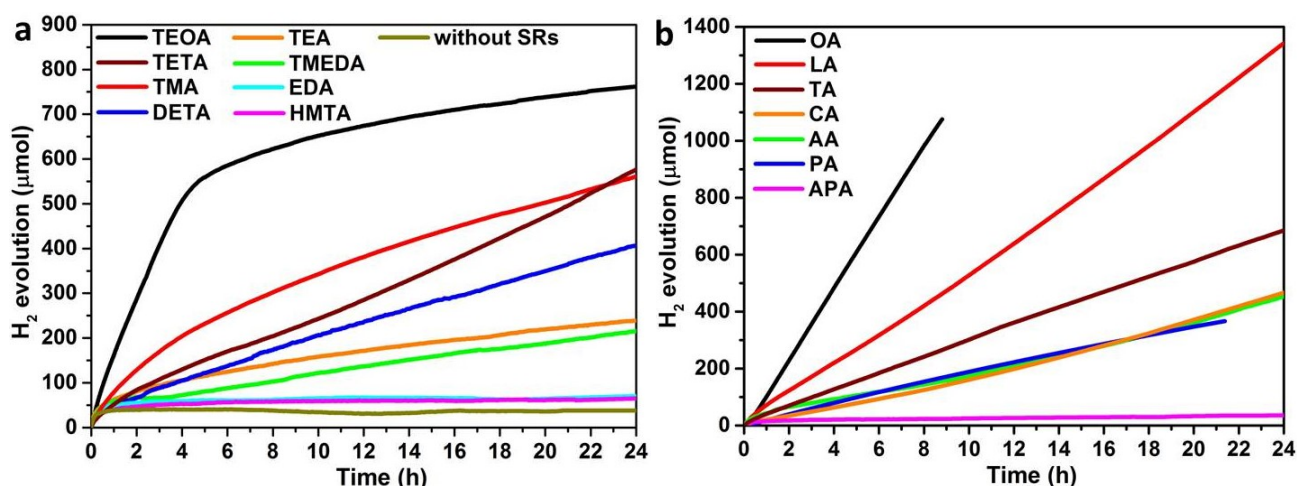 a
TEOA TEA without SRs
TETA TMEDA
TMA EDA
DETA HMTA
H₂ evolution (μmol)
900
800
700
600
500
400
300
200
100
0
0 2 4 6 8 10 12 14 16 18 20 22 24
Time (h)
b
OA
LA
TA
CA
AA
PA
APA
H₂ evolution (μmol)
1400
1200
1000
800
600
400
200
0
0 2 4 6 8 10 12 14 16 18 20 22 24
Time (h)